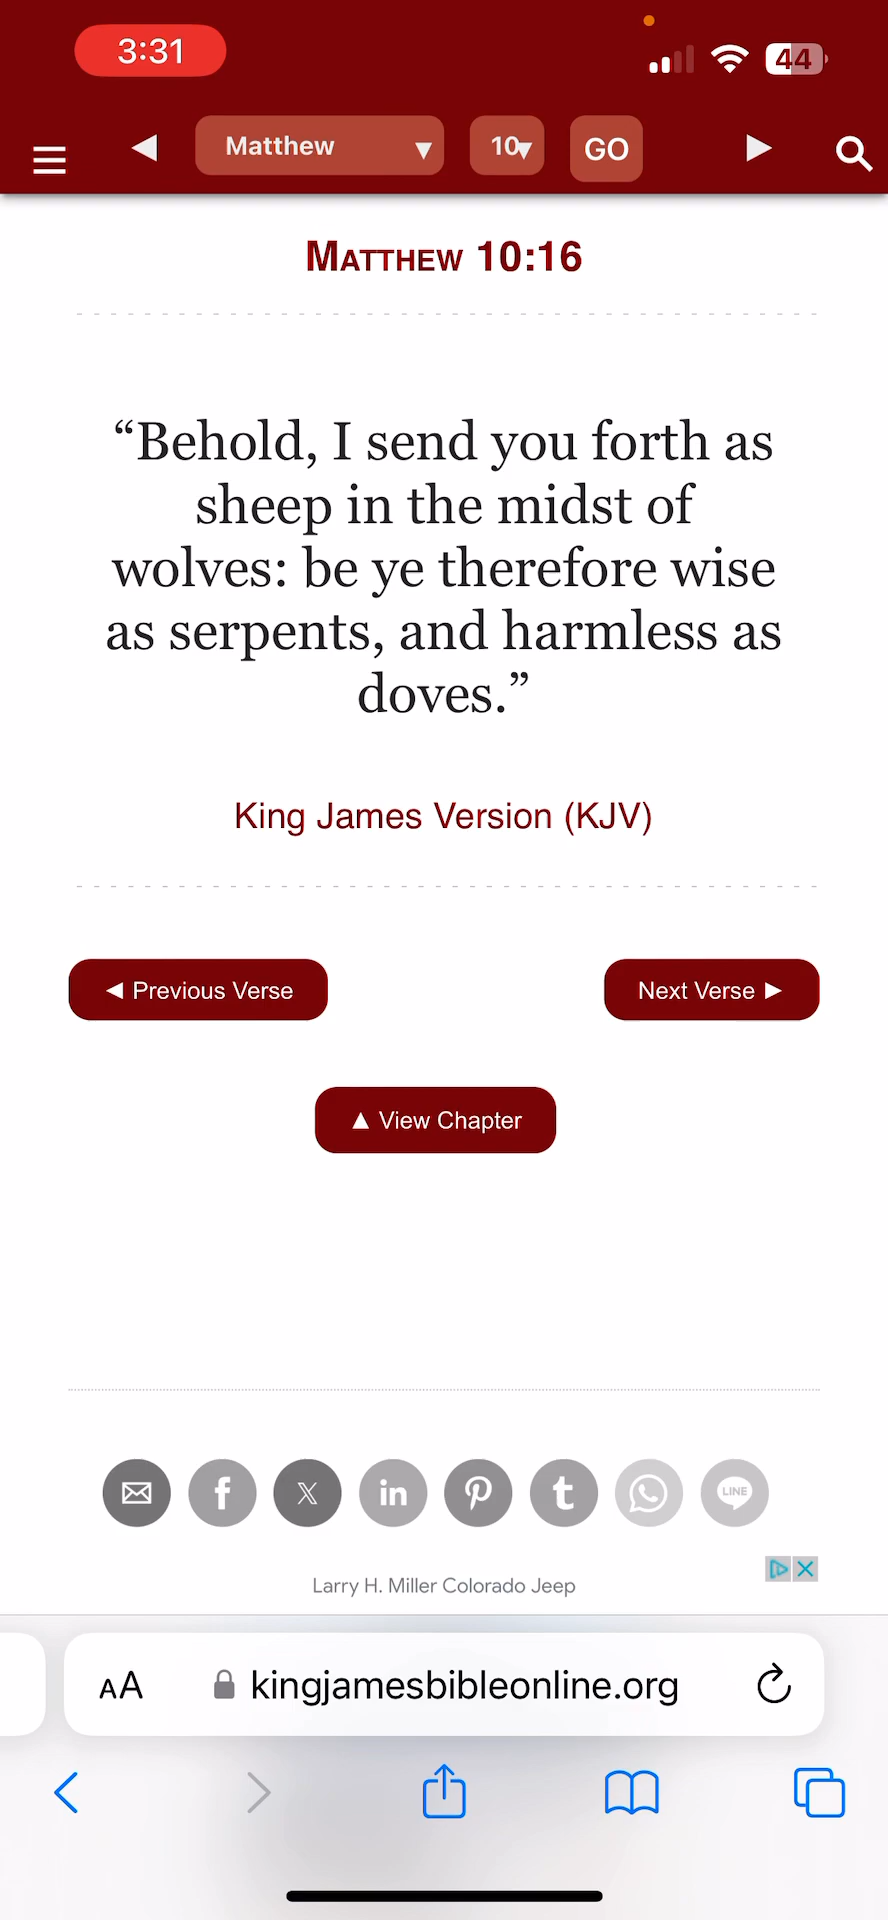 3:31
44
Matthew
10
GO
Matthew 10:16
“Behold, I send you forth as
sheep in the midst of
wolves: be ye therefore wise
as serpents, and harmless as
doves.”
King James Version (KJV)
◄ Previous Verse
Next Verse ►
▲ View Chapter
LINE
Larry H. Miller Colorado Jeep
AA
kingjamesbibleonline.org